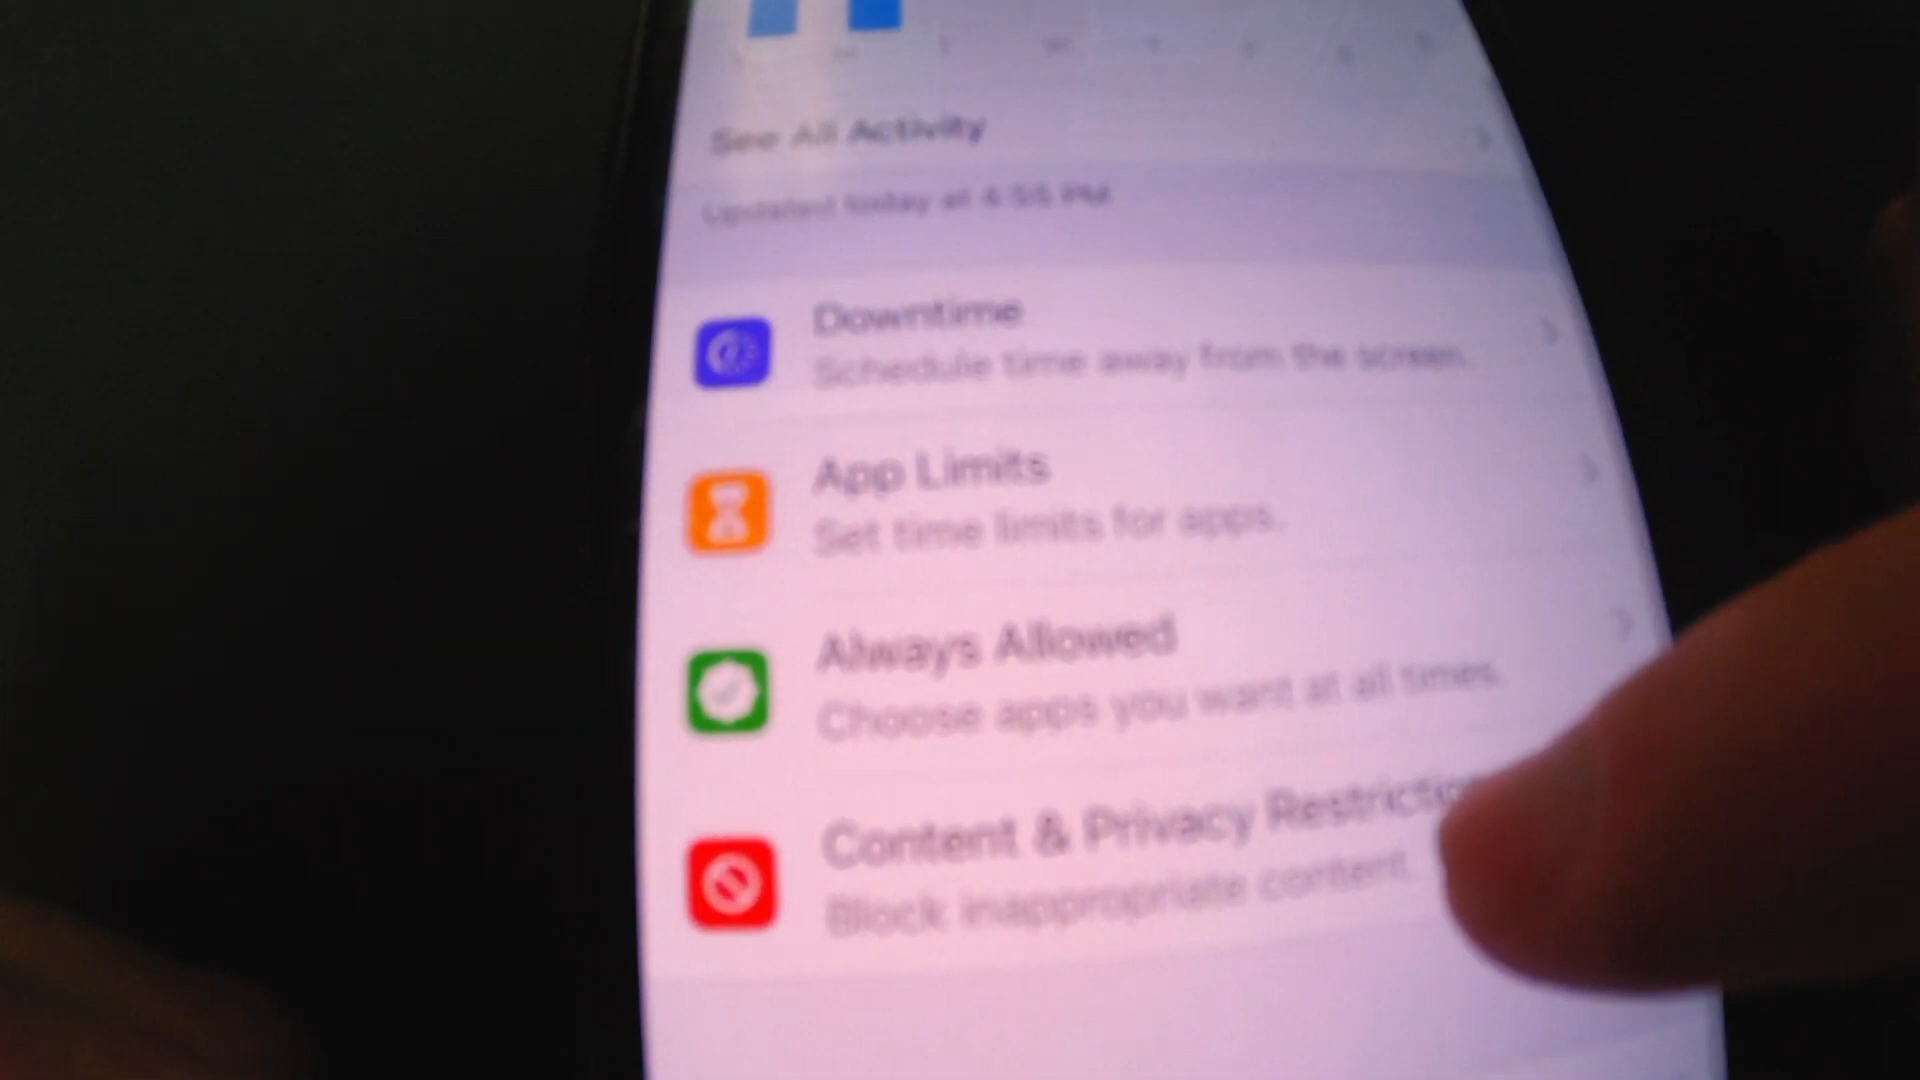 See All Activity
Updated today at 4:55 PM
Downtime
Schedule time away from the screen.
App Limits
Set time limits for apps.
Always Allowed
Choose apps you want at all times.
Content & Privacy Restrictio
Block inappropriate content.